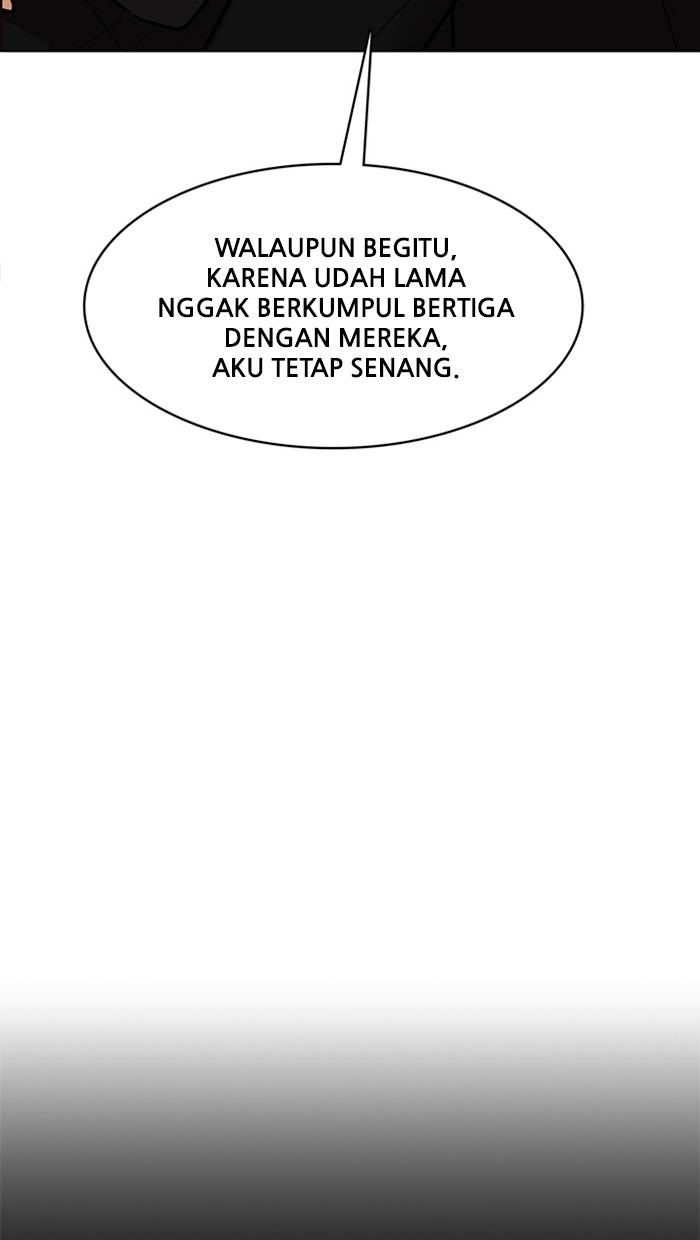 WALAUPUN BEGITU,
KARENA UDAH LAMA
NGGAK BERKUMPUL BERTIGA
DENGAN MEREKA,
AKU TETAP SENANG.